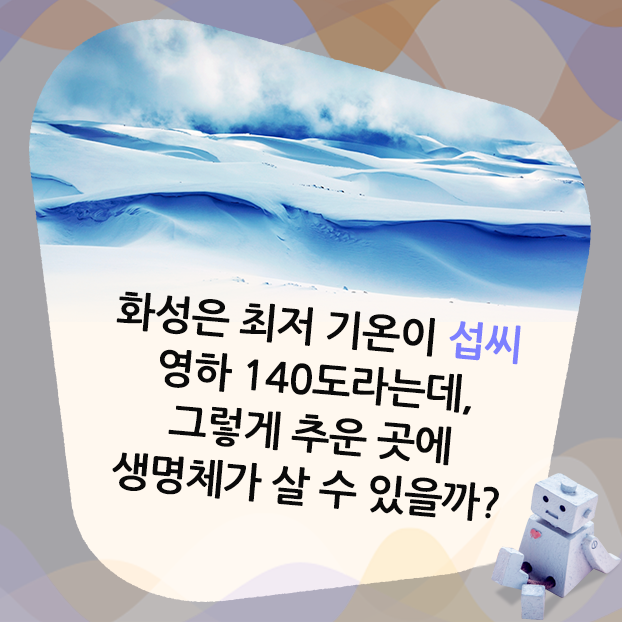 화성은 최저 기온이 섭씨
영하 140도라는데,
그렇게 추운 곳에
생명체가 살 수 있을까?